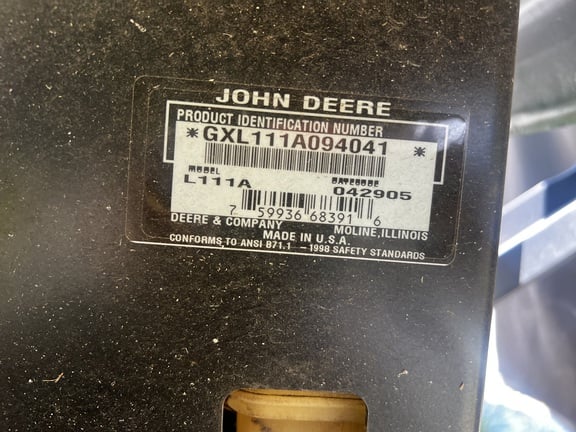 JOHN DEERE
PRODUCT IDENTIFICATION NUMBER
*GXL111A094041 *
MODEL DATECODE
L111A 042905
7 59936 68391 6
DEERE & COMPANY MOLINE, ILLINOIS
MADE IN U.S.A.
CONFORMS TO ANSI B71.1 –1998 SAFETY STANDARDS